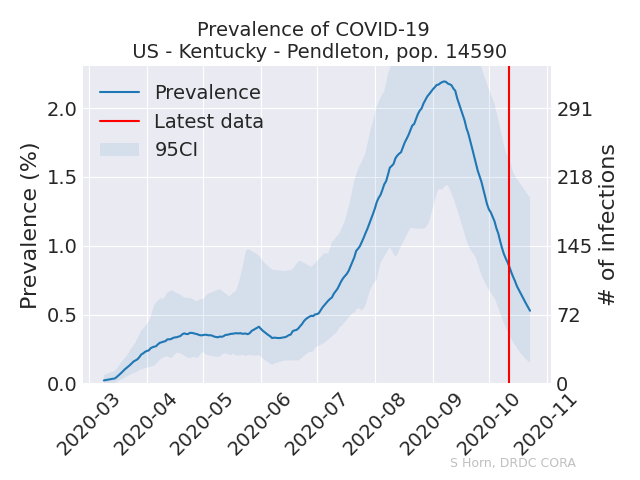 Prevalence of COVID-19
US - Kentucky - Pendleton, pop. 14590
Prevalence
Latest data
95CI
Prevalence (%)
2.0
1.5
1.0
0.5
0.0
291
218
145
72
0
# of infections
2020-03
2020-04
2020-05
2020-06
2020-07
2020-08
2020-09
2020-10
2020-11
S Horn, DRDC CORA